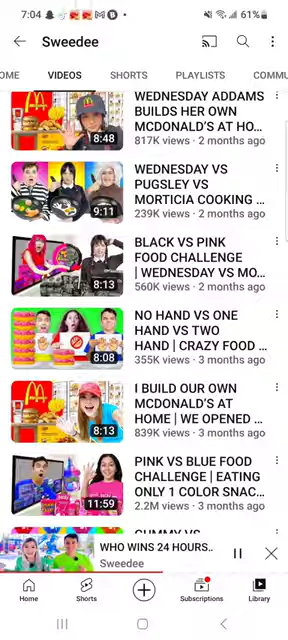 7:04
61%
Sweedee
OME VIDEOS SHORTS PLAYLISTS COMMU
WEDNESDAY ADDAMS
BUILDS HER OWN
MCDONALD'S AT HO...
817K views · 2 months ago
8:48
WEDNESDAY VS
PUGSLEY VS
MORTICIA COOKING ...
239K views · 2 months ago
9:11
BLACK VS PINK
FOOD CHALLENGE
| WEDNESDAY VS MO...
560K views · 2 months ago
8:13
NO HAND VS ONE
HAND VS TWO
HAND | CRAZY FOOD ...
355K views · 3 months ago
8:08
I BUILD OUR OWN
MCDONALD'S AT
HOME | WE OPENED ...
839K views · 3 months ago
8:13
PINK VS BLUE FOOD
CHALLENGE | EATING
ONLY 1 COLOR SNAC...
2.2M views · 3 months ago
11:59
GUMMY VS
WHO WINS 24 HOURS..
Sweedee
Home Shorts Subscriptions Library